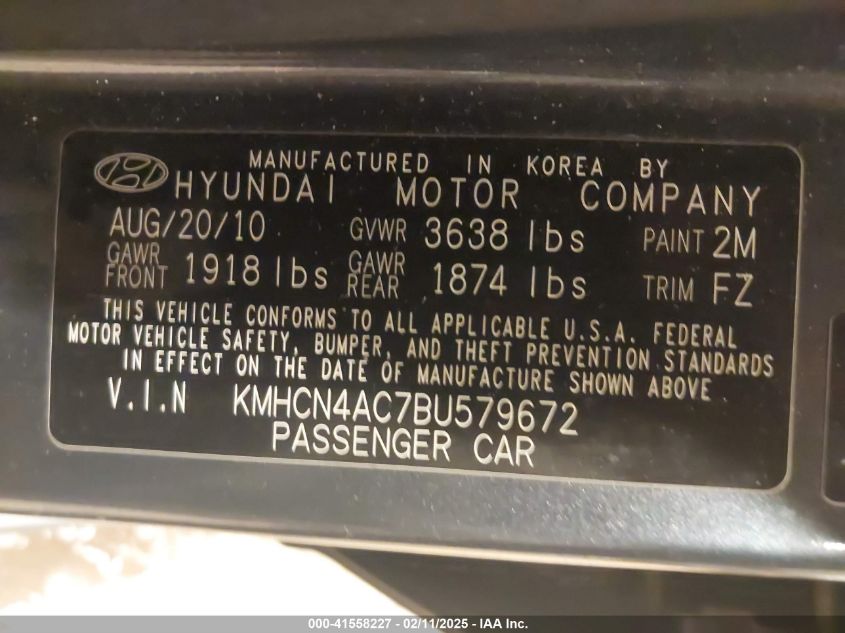 MANUFACTURED IN KOREA BY
HYUNDAI MOTOR COMPANY
AUG/20/10 GVWR 3638 lbs PAINT 2M
GAWR FRONT 1918 lbs GAWR REAR 1874 lbs TRIM FZ
THIS VEHICLE CONFORMS TO ALL APPLICABLE U.S.A. FEDERAL
MOTOR VEHICLE SAFETY, BUMPER, AND THEFT PREVENTION STANDARDS
IN EFFECT ON THE DATE OF MANUFACTURE SHOWN ABOVE
V.I.N KMHCN4AC7BU579672
PASSENGER CAR
000-41558227 - 02/11/2025 - IAA Inc.